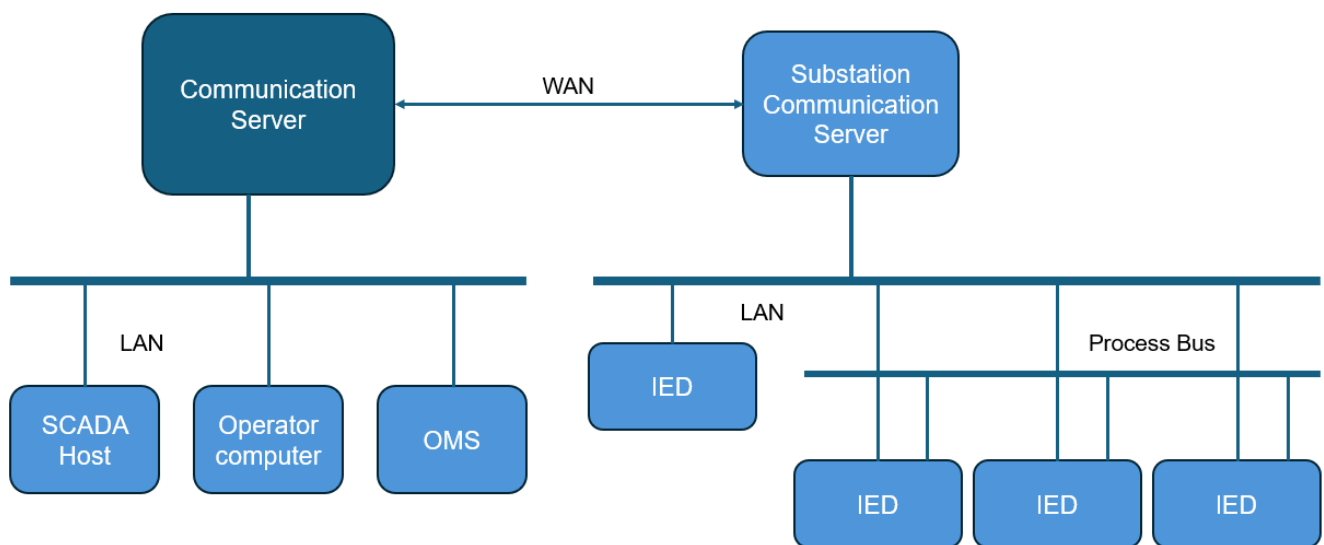 Communication
Server
WAN
Substation
Communication
Server
LAN
SCADA
Host
Operator
computer
OMS
LAN
Process Bus
IED
IED
IED
IED